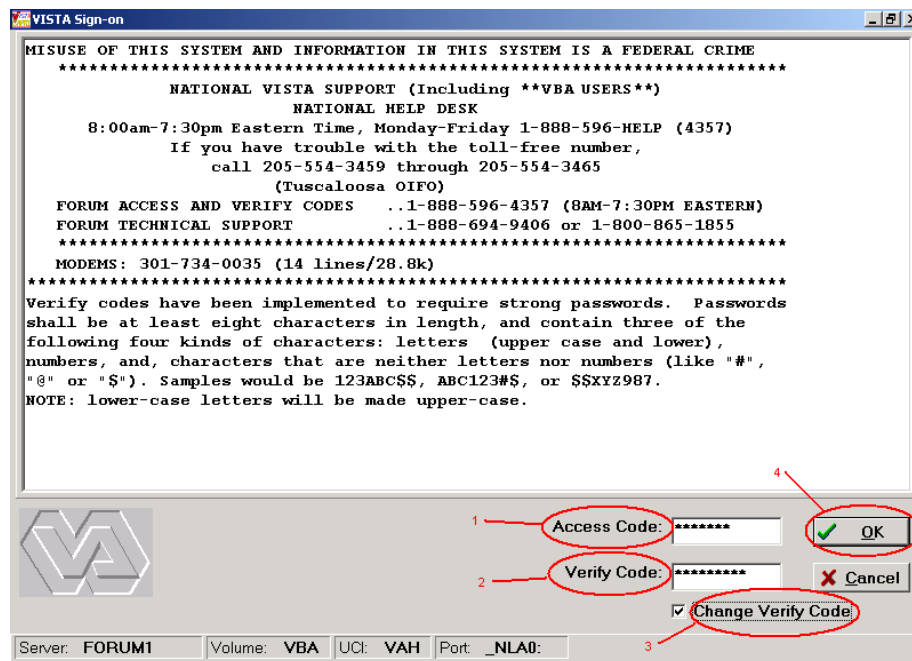 VISTA Sign-on
MISUSE OF THIS SYSTEM AND INFORMATION IN THIS SYSTEM IS A FEDERAL CRIME
***********************************************************************
NATIONAL VISTA SUPPORT (Including **VBA USERS**)
NATIONAL HELP DESK
8:00am-7:30pm Eastern Time, Monday-Friday 1-888-596-HELP (4357)
If you have trouble with the toll-free number,
call 205-554-3459 through 205-554-3465
(Tuscaloosa OIFO)
FORUM ACCESS AND VERIFY CODES ..1-888-596-4357 (8AM-7:30PM EASTERN)
FORUM TECHNICAL SUPPORT ..1-888-694-9406 or 1-800-865-1855
***********************************************************************
MODEMS: 301-734-0035 (14 lines/28.8k)
**************************************************************************
Verify codes have been implemented to require strong passwords. Passwords
shall be at least eight characters in length, and contain three of the
following four kinds of characters: letters (upper case and lower),
numbers, and, characters that are neither letters nor numbers (like "#",
"@" or "$"). Samples would be 123ABC$$, ABC123#$, or $$XYZ987.
NOTE: lower-case letters will be made upper-case.
4
1 Access Code: ******* OK
2 Verify Code: ********* Cancel
Change Verify Code
3
Server: FORUM1 Volume: VBA UCI: VAH Port: _NLA0: